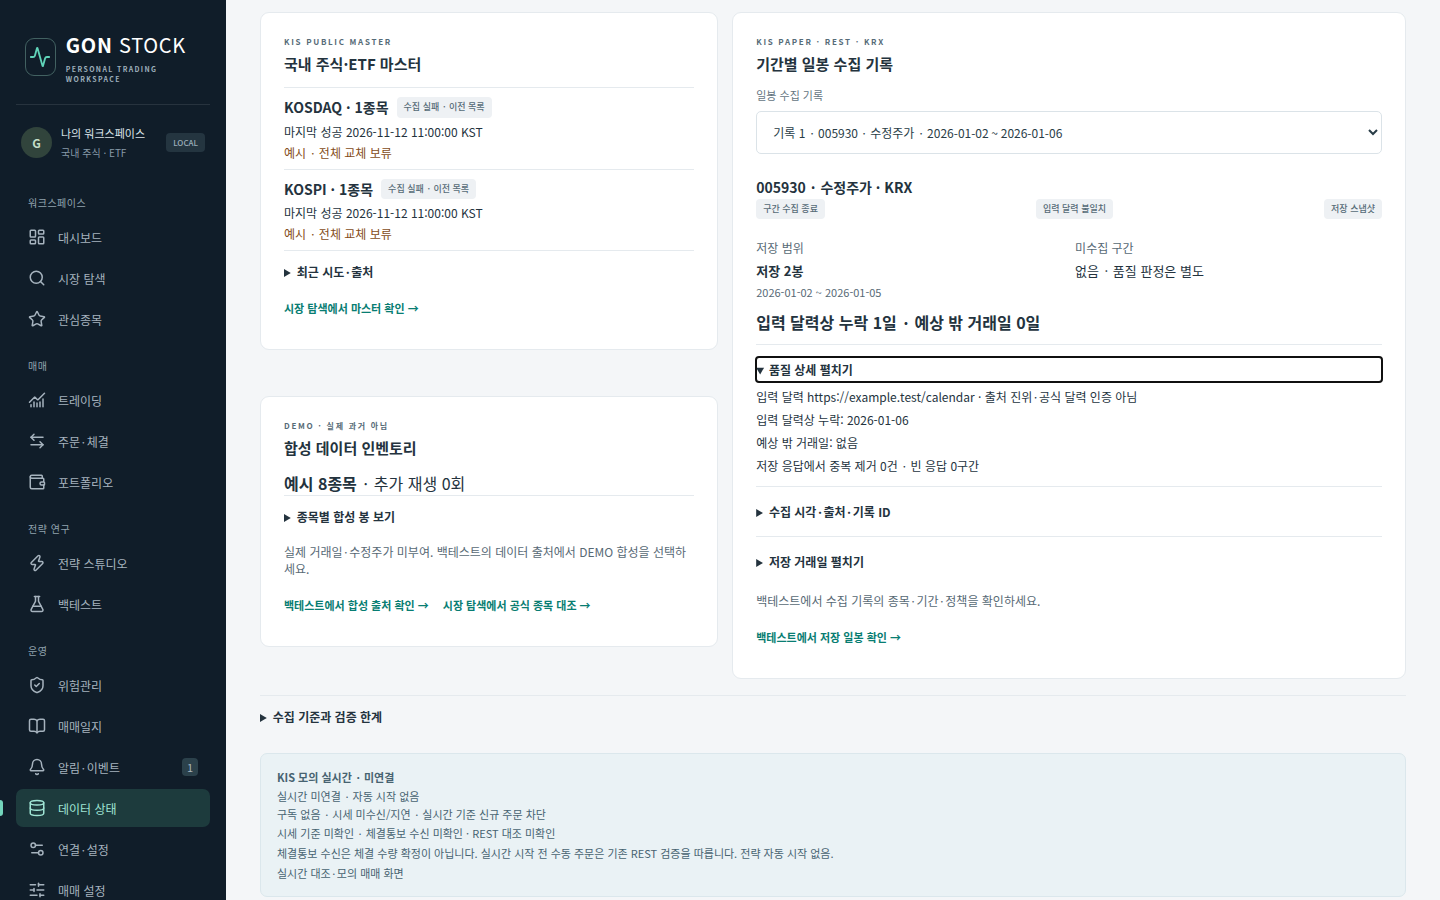 GON STOCK
PERSONAL TRADING
WORKSPACE
G
나의 워크스페이스
국내 주식 · ETF
LOCAL
워크스페이스
대시보드
시장 탐색
관심종목
매매
트레이딩
주문·체결
포트폴리오
전략 연구
전략 스튜디오
백테스트
운영
위험관리
매매일지
알림·이벤트
1
데이터 상태
연결·설정
매매 설정
KIS PUBLIC MASTER
국내 주식·ETF 마스터
KOSDAQ · 1종목
수집 실패 · 이전 목록
마지막 성공 2026-11-12 11:00:00 KST
예시 · 전체 교체 보류
KOSPI · 1종목
수집 실패 · 이전 목록
마지막 성공 2026-11-12 11:00:00 KST
예시 · 전체 교체 보류
▶ 최근 시도·출처
시장 탐색에서 마스터 확인 →
DEMO · 실제 과거 아님
합성 데이터 인벤토리
예시 8종목 · 추가 재생 0회
▶ 종목별 합성 봉 보기
실제 거래일·수정주가 미부여. 백테스트의 데이터 출처에서 DEMO 합성을 선택하
세요.
백테스트에서 합성 출처 확인 →
시장 탐색에서 공식 종목 대조 →
KIS PAPER · REST · KRX
기간별 일봉 수집 기록
일봉 수집 기록
기록 1 · 005930 · 수정주가 · 2026-01-02 ~ 2026-01-06
005930 · 수정주가 · KRX
구간 수집 종료
입력 달력 불일치
저장 스냅샷
저장 범위
저장 2봉
2026-01-02 ~ 2026-01-05
미수집 구간
없음 · 품질 판정은 별도
입력 달력상 누락 1일 · 예상 밖 거래일 0일
▼ 품질 상세 펼치기
입력 달력 https://example.test/calendar · 출처 진위·공식 달력 인증 아님
입력 달력상 누락: 2026-01-06
예상 밖 거래일: 없음
저장 응답에서 중복 제거 0건 · 빈 응답 0구간
▶ 수집 시각·출처·기록 ID
▶ 저장 거래일 펼치기
백테스트에서 수집 기록의 종목·기간·정책을 확인하세요.
백테스트에서 저장 일봉 확인 →
▶ 수집 기준과 검증 한계
KIS 모의 실시간 · 미연결
실시간 미연결 · 자동 시작 없음
구독 없음 · 시세 미수신/지연 · 실시간 기준 신규 주문 차단
시세 기준 미확인 · 체결통보 수신 미확인 · REST 대조 미확인
체결통보 수신은 체결 수량 확정이 아닙니다. 실시간 시작 전 수동 주문은 기존 REST 검증을 따릅니다. 전략 자동 시작 없음.
실시간 대조·모의 매매 화면